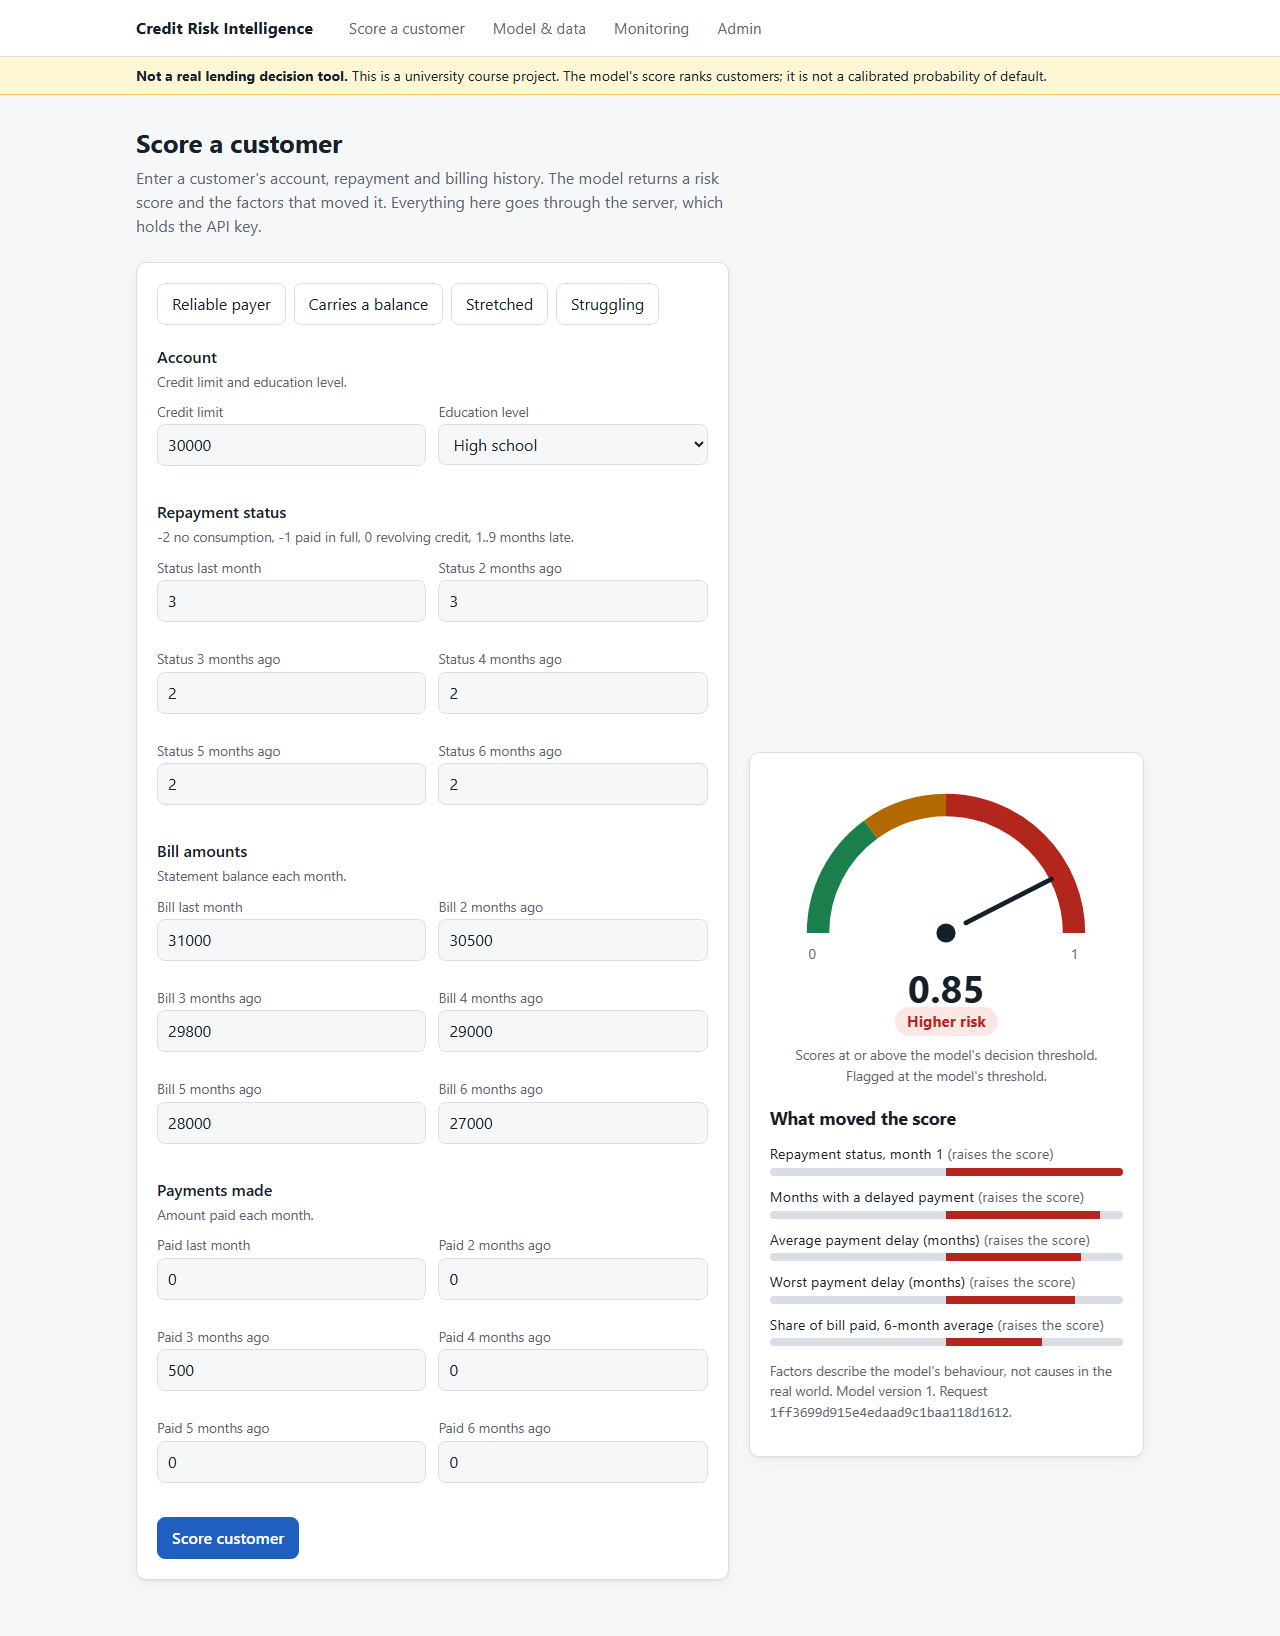 Credit Risk Intelligence
Score a customer
Model & data
Monitoring
Admin
Not a real lending decision tool. This is a university course project. The model's score ranks customers; it is not a calibrated probability of default.
Score a customer
Enter a customer's account, repayment and billing history. The model returns a risk
score and the factors that moved it. Everything here goes through the server, which
holds the API key.
Reliable payer
Carries a balance
Stretched
Struggling
Account
Credit limit and education level.
Credit limit
Education level
30000
High school
Repayment status
-2 no consumption, -1 paid in full, 0 revolving credit, 1..9 months late.
Status last month
Status 2 months ago
3
3
Status 3 months ago
Status 4 months ago
2
2
Status 5 months ago
Status 6 months ago
2
2
Bill amounts
Statement balance each month.
Bill last month
Bill 2 months ago
31000
30500
Bill 3 months ago
Bill 4 months ago
29800
29000
Bill 5 months ago
Bill 6 months ago
28000
27000
Payments made
Amount paid each month.
Paid last month
Paid 2 months ago
0
0
Paid 3 months ago
Paid 4 months ago
500
0
Paid 5 months ago
Paid 6 months ago
0
0
Score customer
0
1
0.85
Higher risk
Scores at or above the model's decision threshold.
Flagged at the model's threshold.
What moved the score
Repayment status, month 1 (raises the score)
Months with a delayed payment (raises the score)
Average payment delay (months) (raises the score)
Worst payment delay (months) (raises the score)
Share of bill paid, 6-month average (raises the score)
Factors describe the model's behaviour, not causes in the
real world. Model version 1. Request
1ff3699d915e4edaad9c1baa118d1612.